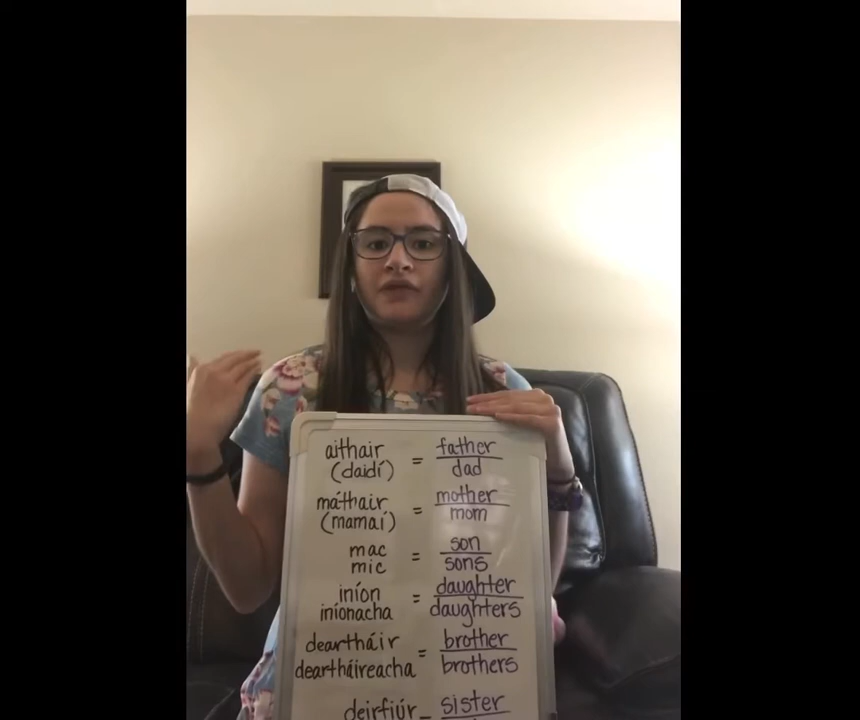 aithair = father
(daidí) dad
máthair = mother
(mamaí) mom
mac = son
mic sons
iníon = daughter
iníonacha daughters
deartháir = brother
deartháireacha brothers
deirfiúr = sister